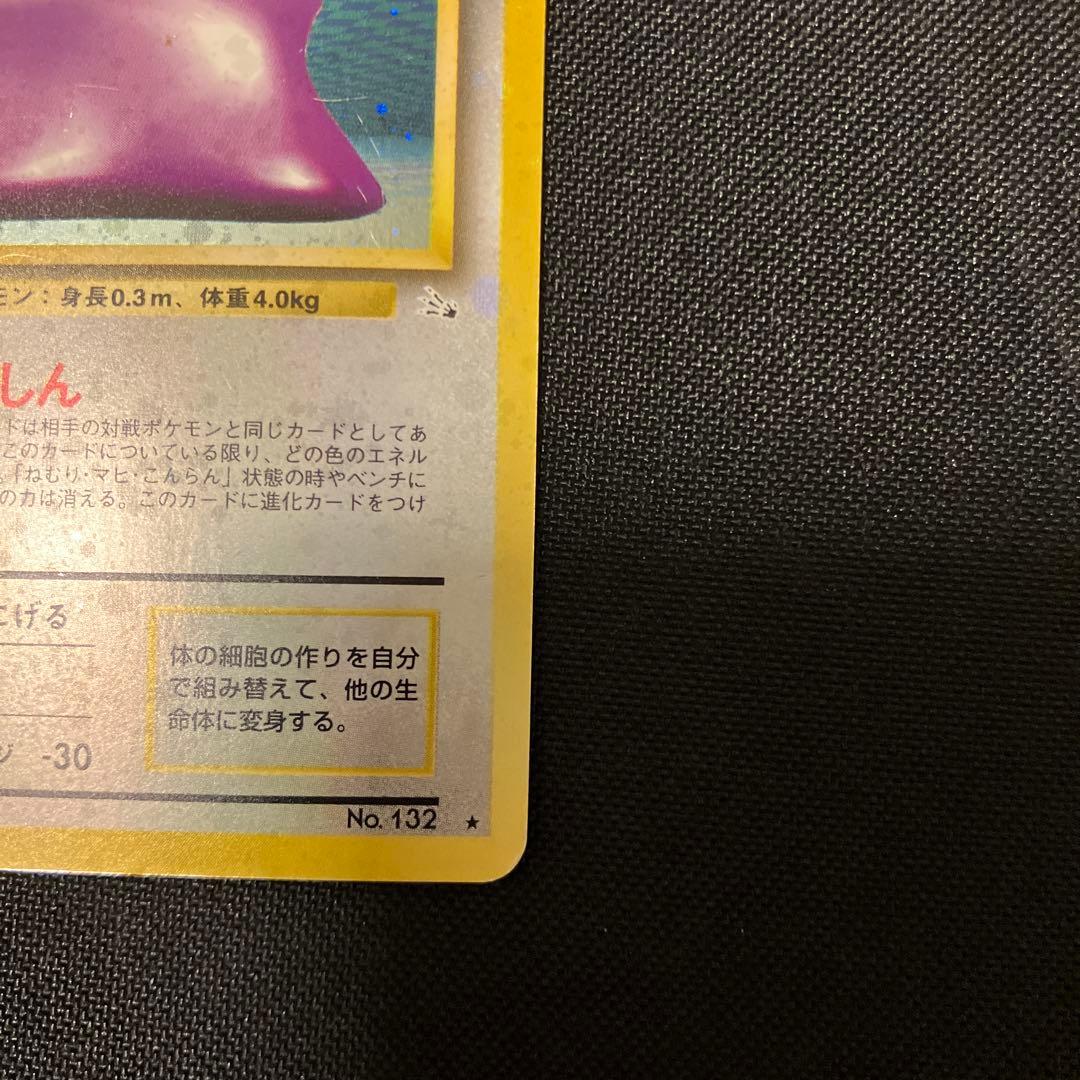 モン：身長0.3m、体重4.0kg
しん
ドは相手の対戦ポケモンと同じカードとしてあ
このカードについている限り、どの色のエネル
「ねむり・マヒ・こんらん」状態の時やベンチに
の力は消える。このカードに進化カードをつけ
にげる
体の細胞の作りを自分
で組み替えて、他の生
命体に変身する。
ジ -30
No. 132 ★